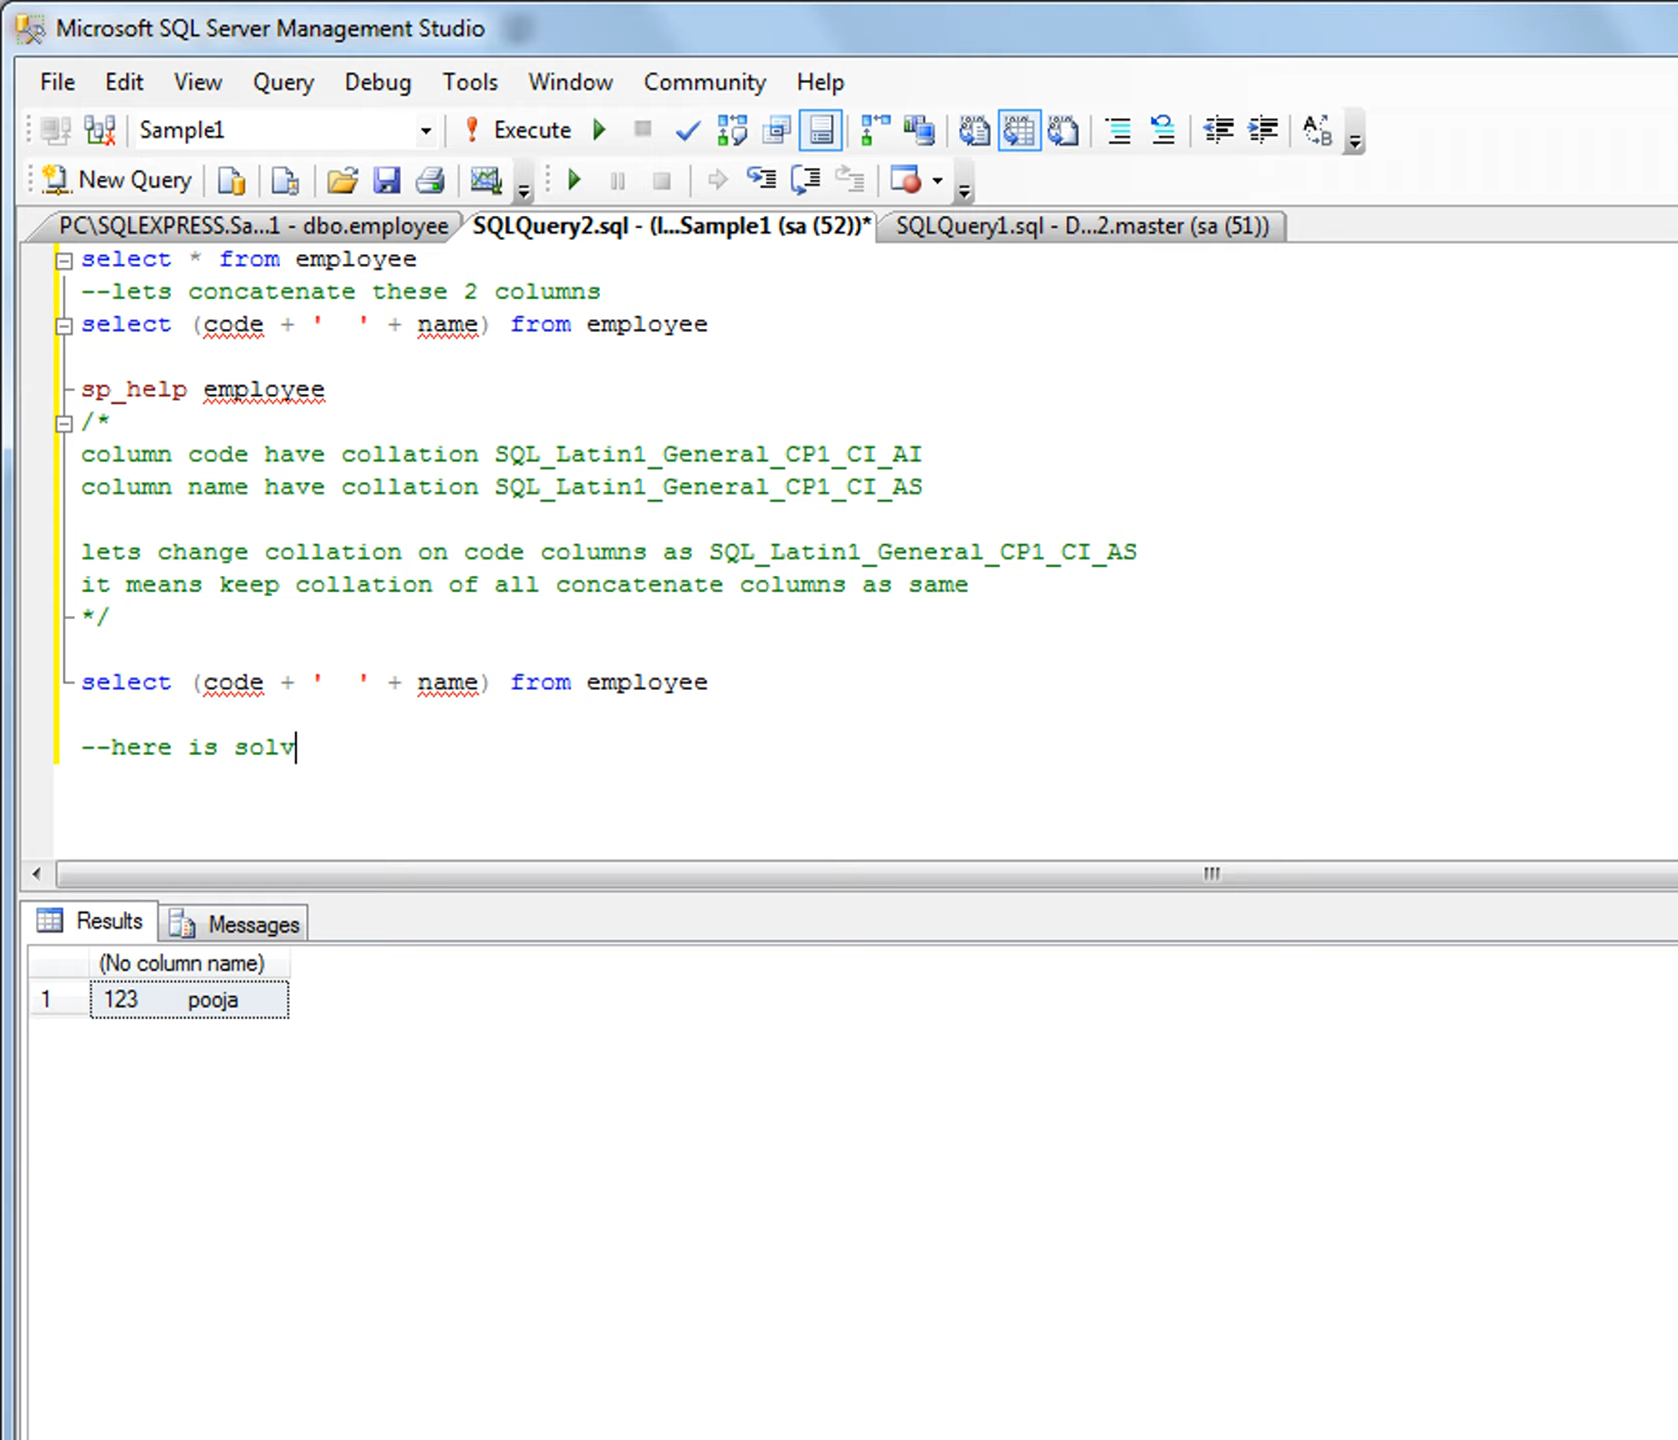 Microsoft SQL Server Management Studio
File Edit View Query Debug Tools Window Community Help
Sample1 Execute
New Query
PC\SQLEXPRESS.Sa...1 - dbo.employee SQLQuery2.sql - (l...Sample1 (sa (52))* SQLQuery1.sql - D...2.master (sa (51))
select * from employee
--lets concatenate these 2 columns
select (code + '  ' + name) from employee
sp_help employee
/*
column code have collation SQL_Latin1_General_CP1_CI_AI
column name have collation SQL_Latin1_General_CP1_CI_AS
lets change collation on code columns as SQL_Latin1_General_CP1_CI_AS
it means keep collation of all concatenate columns as same
*/
select (code + '  ' + name) from employee
--here is solv
Results Messages
(No column name)
1 123 pooja